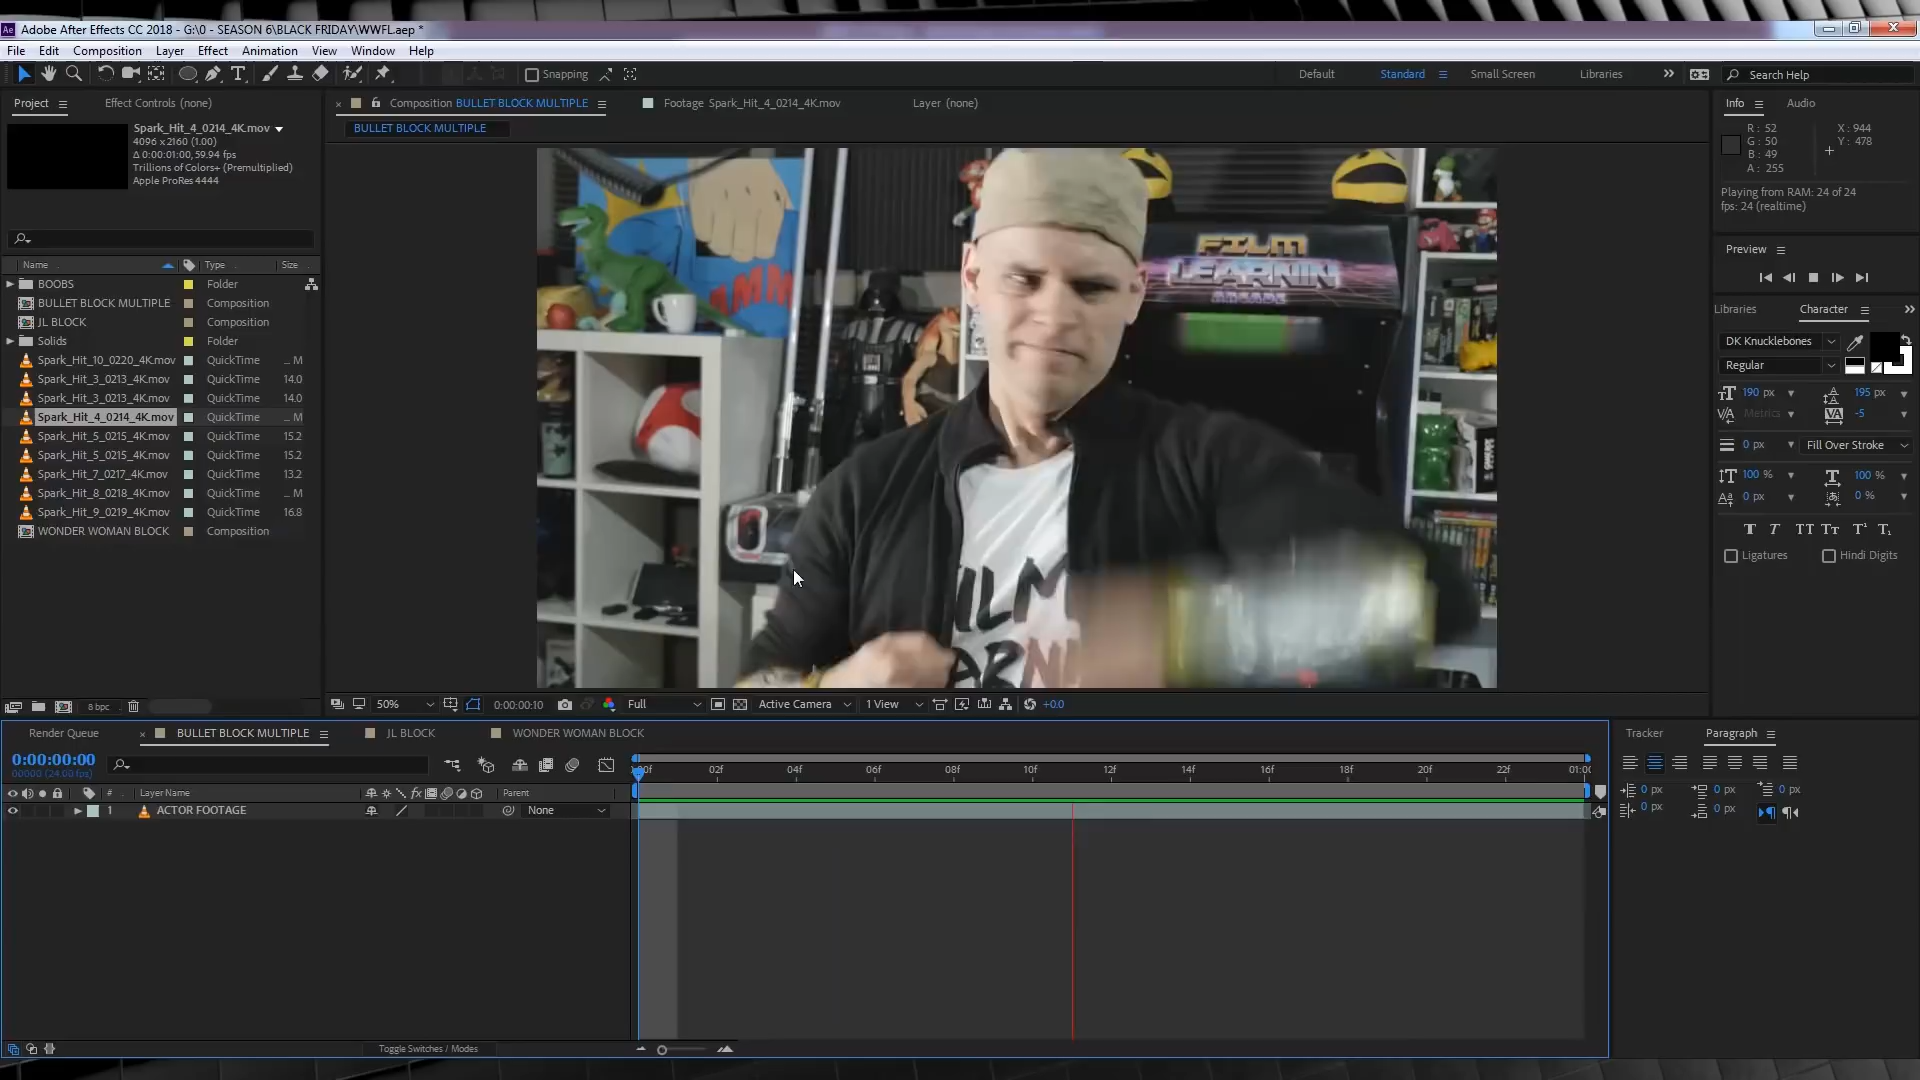 Adobe After Effects CC 2018 - G:\0 - SEASON 6\BLACK FRIDAY\WWFL.aep *
File Edit Composition Layer Effect Animation View Window Help
Snapping
Default Standard Small Screen Libraries Search Help
Project Effect Controls (none)
Composition BULLET BLOCK MULTIPLE Footage Spark_Hit_4_0214_4K.mov Layer (none)
BULLET BLOCK MULTIPLE
Spark_Hit_4_0214_4K.mov
4096 x 2160 (1.00)
Δ 0:00:01:00, 59.94 fps
Trillions of Colors+ (Premultiplied)
Apple ProRes 4444
Name Type Size
BOOBS Folder
BULLET BLOCK MULTIPLE Composition
JL BLOCK Composition
Solids Folder
Spark_Hit_10_0220_4K.mov QuickTime ... M
Spark_Hit_3_0213_4K.mov QuickTime 14.0
Spark_Hit_3_0213_4K.mov QuickTime 14.0
Spark_Hit_4_0214_4K.mov QuickTime ... M
Spark_Hit_5_0215_4K.mov QuickTime 15.2
Spark_Hit_5_0215_4K.mov QuickTime 15.2
Spark_Hit_7_0217_4K.mov QuickTime 13.2
Spark_Hit_8_0218_4K.mov QuickTime ... M
Spark_Hit_9_0219_4K.mov QuickTime 16.8
WONDER WOMAN BLOCK Composition
8 bpc
FILM
LEARNIN
ARCADE
ILM
ARN
50% 0:00:00:10 Full Active Camera 1 View +0.0
Info Audio
R: 52 X: 944
G: 50 Y: 478
B: 49
A: 255
Playing from RAM: 24 of 24
fps: 24 (realtime)
Preview
Libraries Character
DK Knucklebones
Regular
190 px 195 px
Metrics -5
0 px Fill Over Stroke
100 % 100 %
0 px 0 %
Ligatures Hindi Digits
Render Queue BULLET BLOCK MULTIPLE JL BLOCK WONDER WOMAN BLOCK
0:00:00:00
00000 (24.00 fps)
02f 04f 06f 08f 10f 12f 14f 16f 18f 20f 22f
# Layer Name Parent
1 ACTOR FOOTAGE None
Toggle Switches / Modes
Tracker Paragraph
0 px 0 px 0 px
0 px 0 px